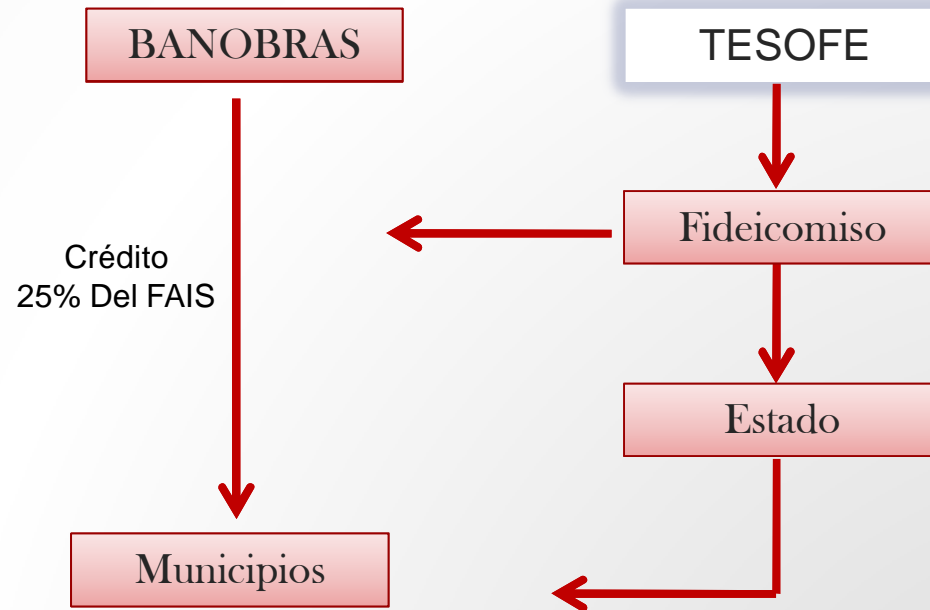 BANOBRAS
TESOFE
Fideicomiso
Crédito
25% Del FAIS
Estado
Municipios